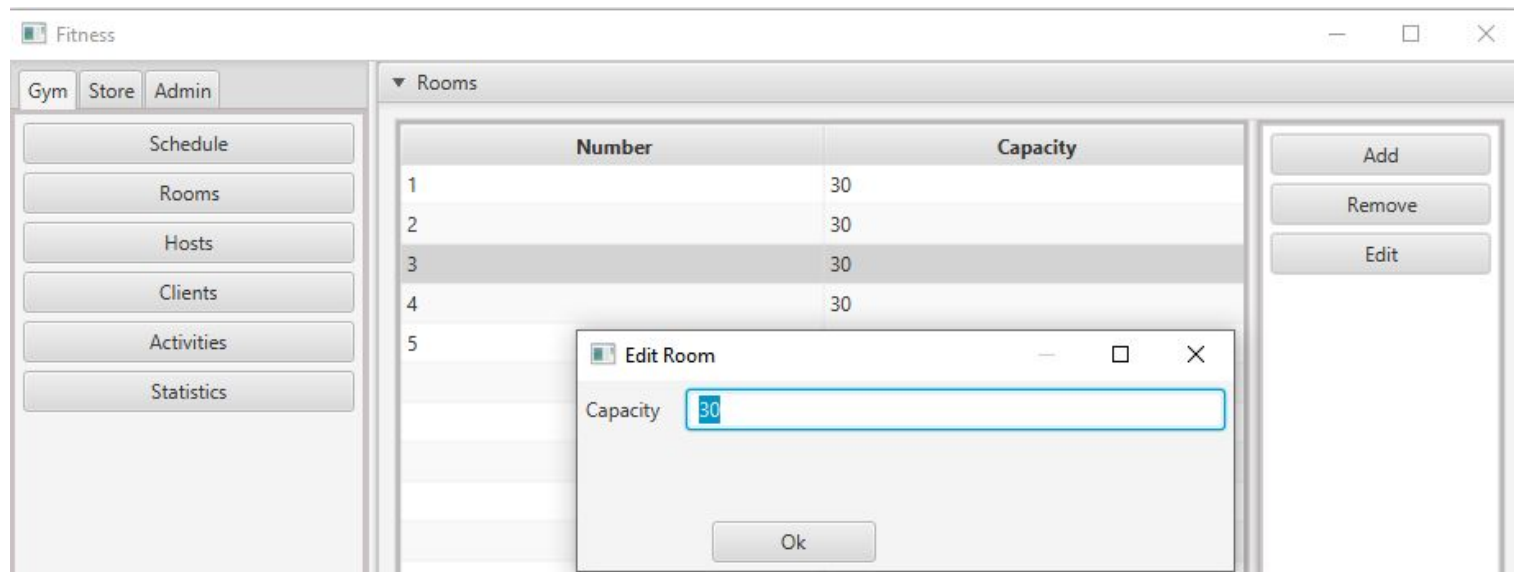 Fitness
Gym Store Admin
Rooms
Schedule
Rooms
Hosts
Clients
Activities
Statistics
Number Capacity
1 30
2 30
3 30
4 30
5
Add
Remove
Edit
Edit Room
Capacity 30
Ok